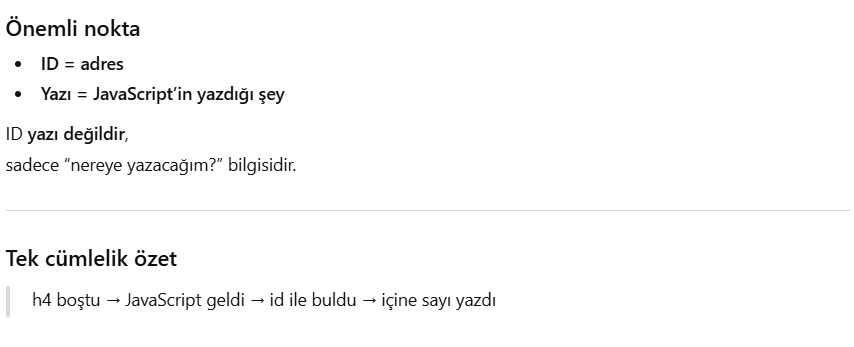 Önemli nokta
• ID = adres
• Yazı = JavaScript’in yazdığı şey
ID yazı değildir,
sadece “nereye yazacağım?” bilgisidir.
Tek cümlelik özet
h4 boştu → JavaScript geldi → id ile buldu → içine sayı yazdı